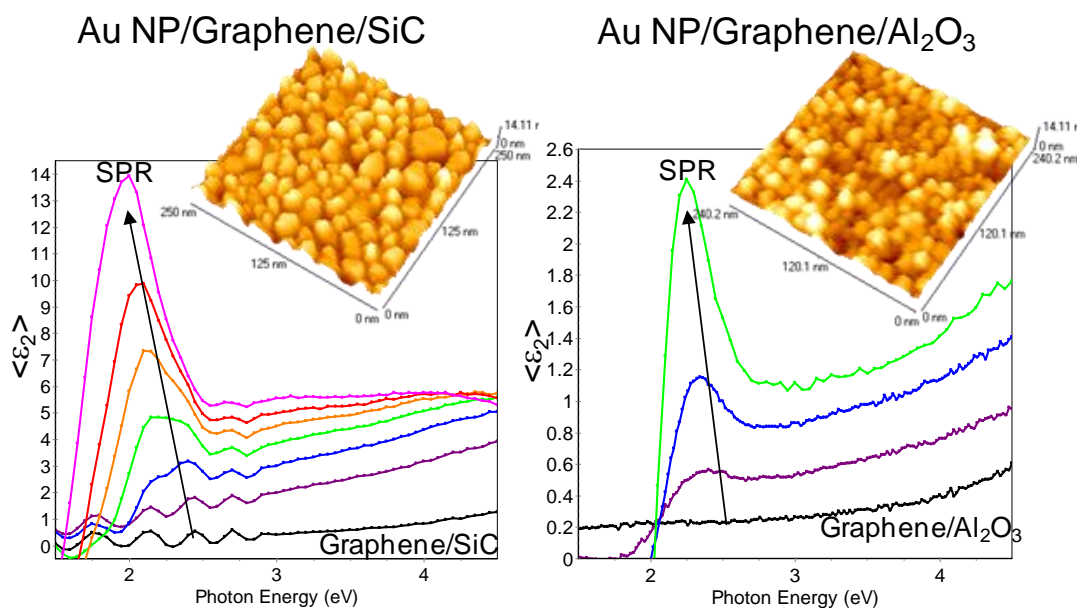 Au NP/Graphene/SiC
14.11 n
0 nm
250 nm
250 nm
125 nm
125 nm
0 nm
0 nm
SPR
14
13
12
11
10
9
8
7
6
5
4
3
2
1
0
<ε₂>
Graphene/SiC
2
3
4
Photon Energy (eV)
Au NP/Graphene/Al₂O₃
14.11 n
0 nm
240.2 nm
240.2 nm
120.1 nm
120.1 nm
0 nm
0 nm
SPR
2.6
2.4
2.2
2.0
1.8
1.6
1.4
1.2
1
0.8
0.6
0.4
0.2
0
<ε₂>
Graphene/Al₂O₃
2
3
4
Photon Energy (eV)